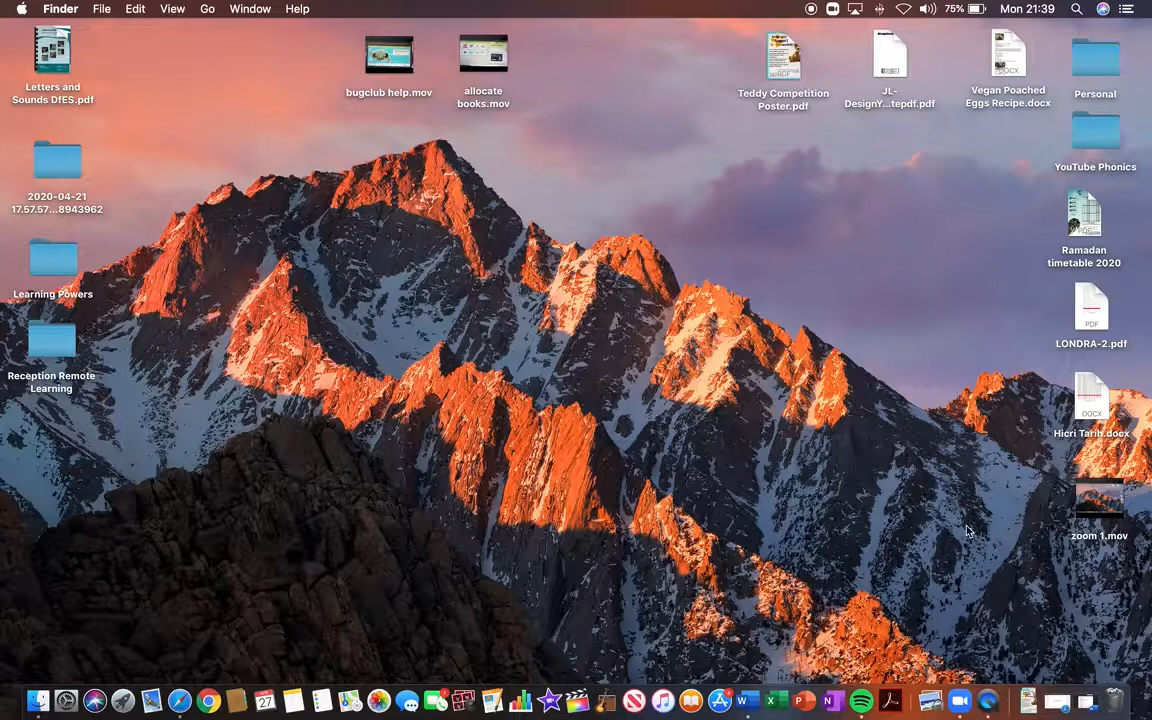 Finder File Edit View Go Window Help
75% Mon 21:39
Letters and
Sounds DfES.pdf
bugclub help.mov
allocate
books.mov
Teddy Competition
Poster.pdf
JL-
DesignY...tepdf.pdf
Vegan Poached
Eggs Recipe.docx
Personal
YouTube Phonics
2020-04-21
17.57.57...8943962
Ramadan
timetable 2020
Learning Powers
PDF
LONDRA-2.pdf
Reception Remote
Learning
DOCX
Hicri Tarih.docx
zoom 1.mov
27